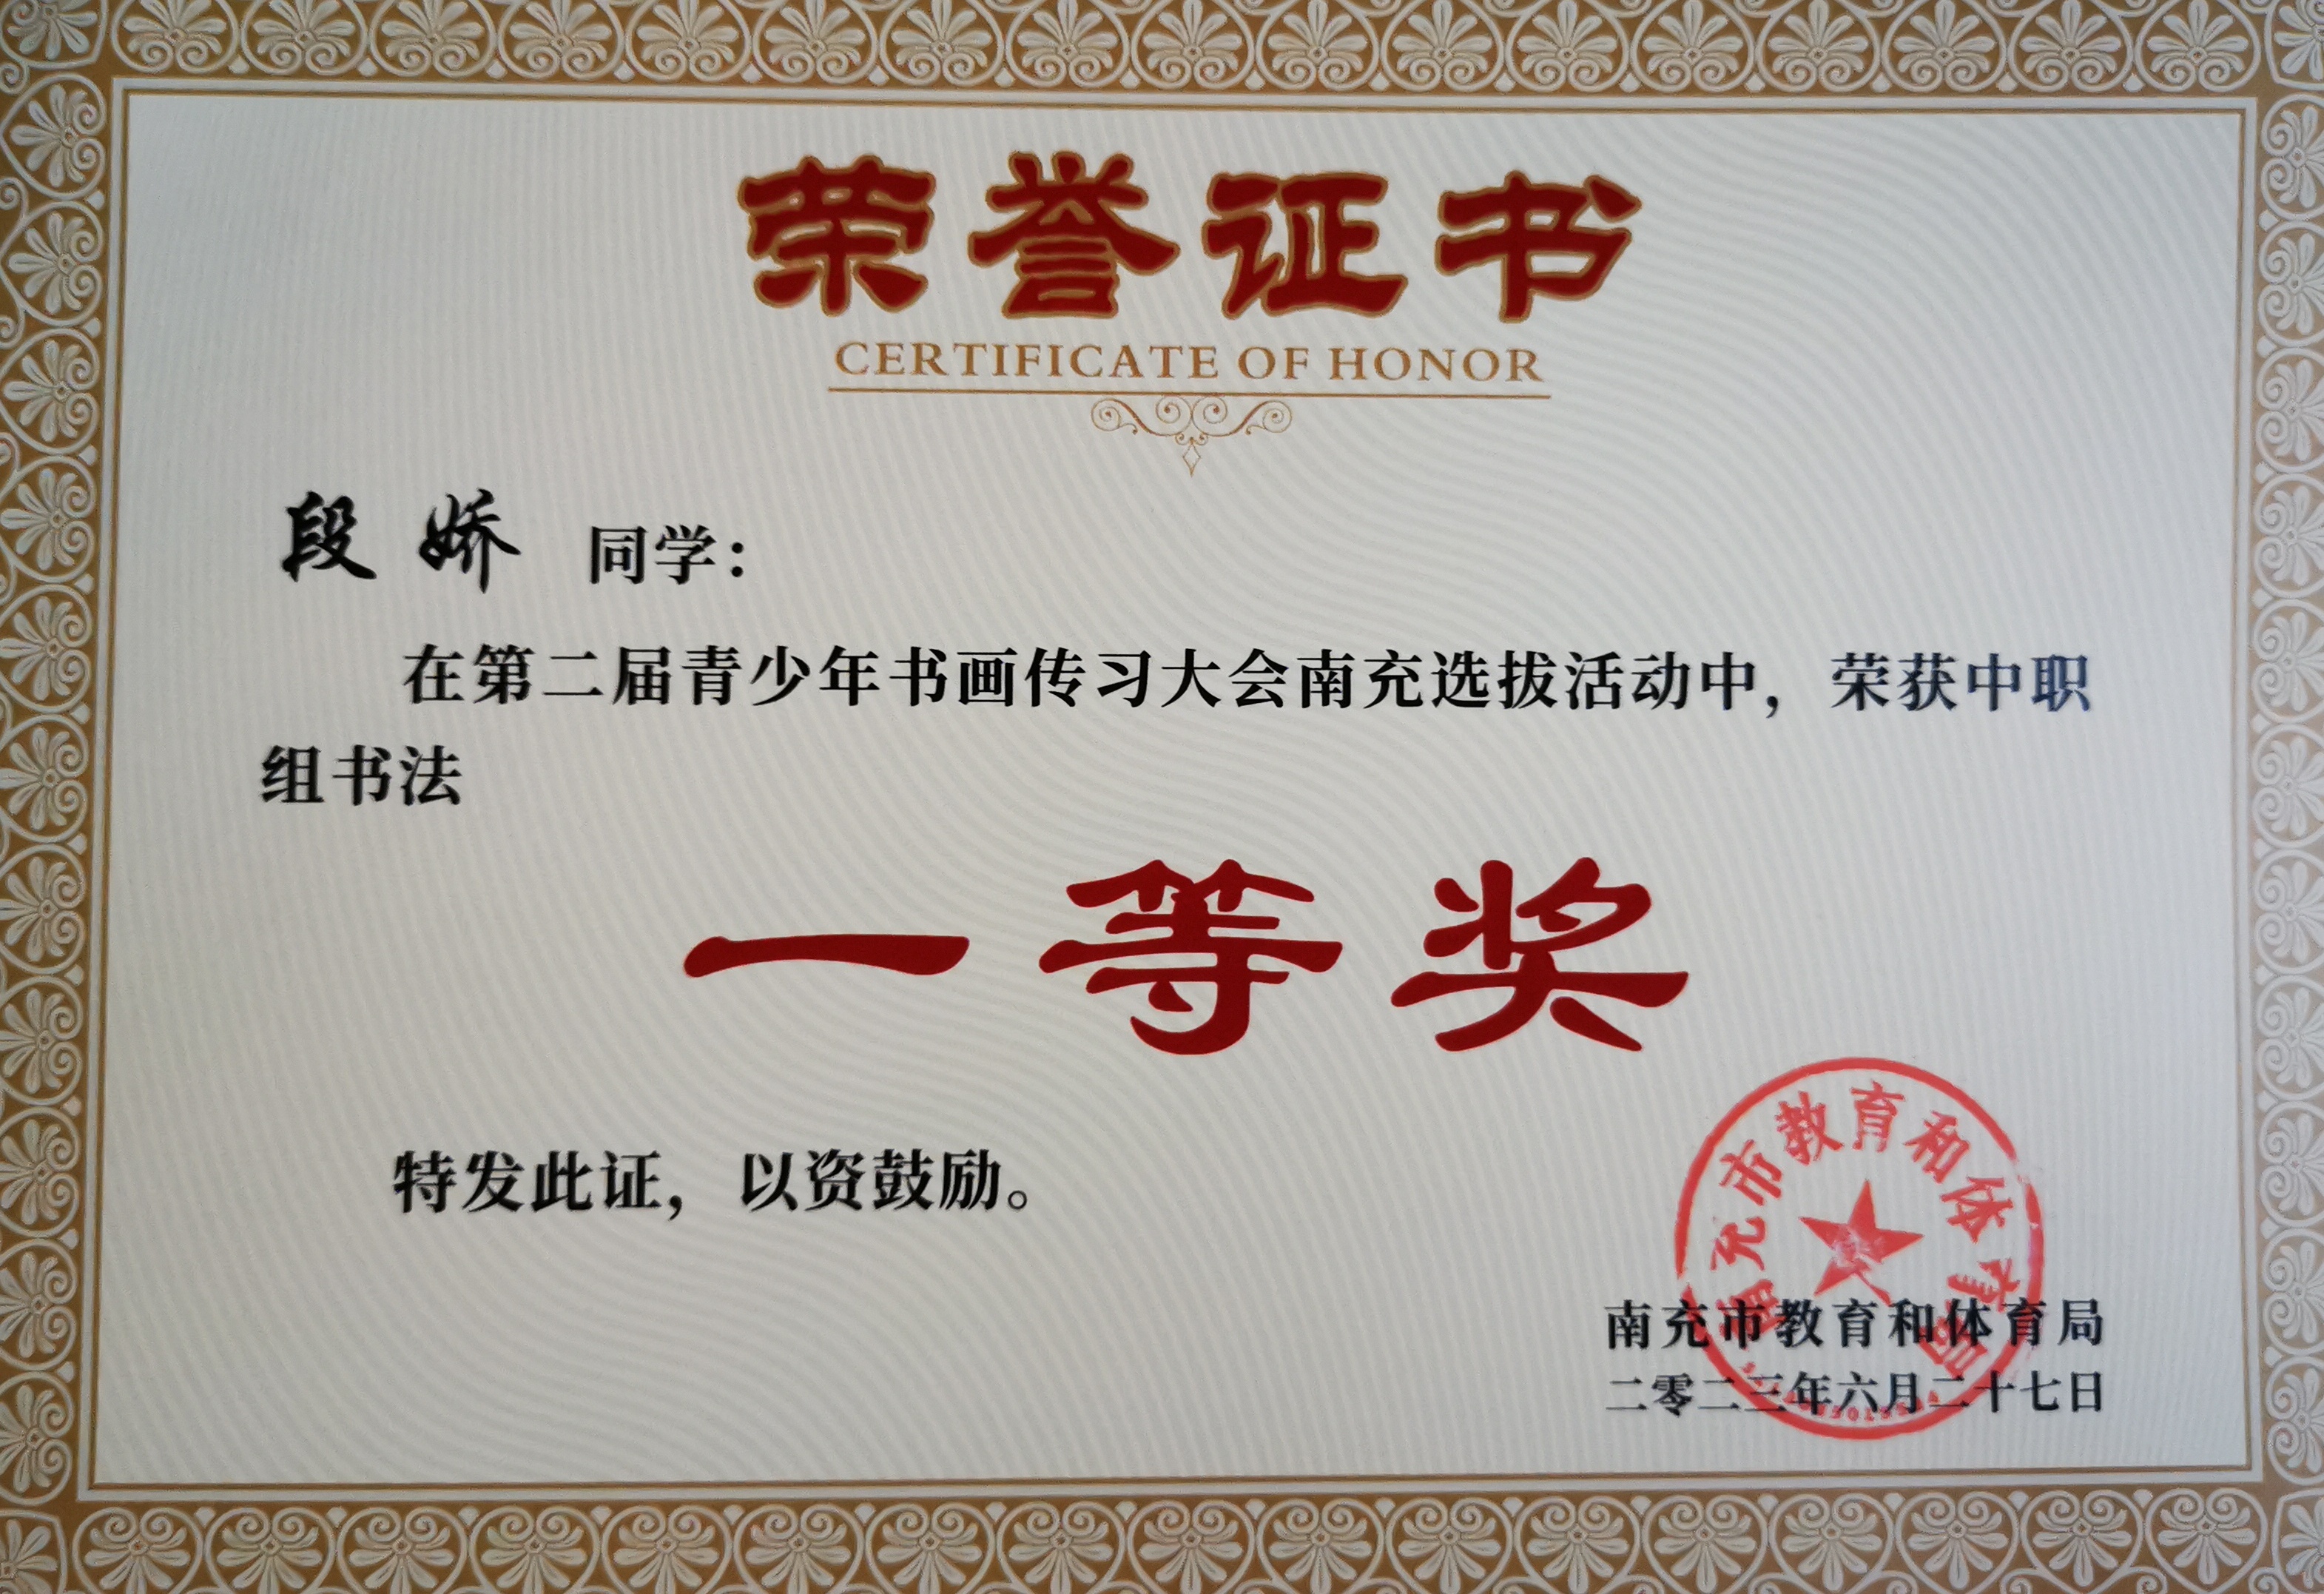 荣誉证书
CERTIFICATE OF HONOR
段娇 同学：
在第二届青少年书画传习大会南充选拔活动中，荣获中职
组书法
一等奖
特发此证，以资鼓励。
南充市教育和体育局
南充市教育和体育局
二零二三年六月二十七日